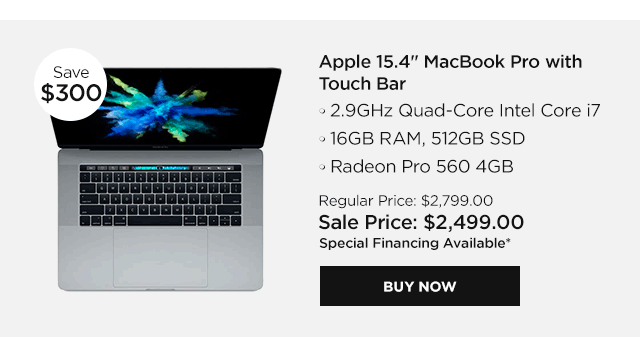 Save
$300
Apple 15.4" MacBook Pro with
Touch Bar
◦ 2.9GHz Quad-Core Intel Core i7
◦ 16GB RAM, 512GB SSD
◦ Radeon Pro 560 4GB
Regular Price: $2,799.00
Sale Price: $2,499.00
Special Financing Available*
BUY NOW